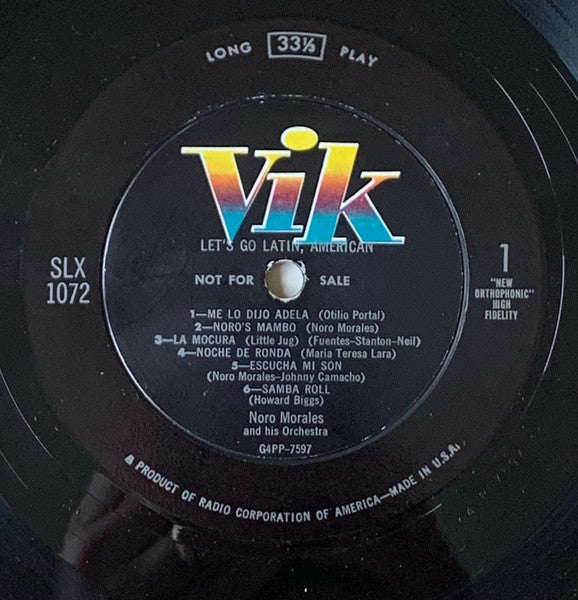 LONG 33⅓ PLAY
Vik
LET'S GO LATIN, AMERICAN
SLX
1072
NOT FOR SALE
1
"NEW
ORTHOPHONIC"
HIGH
FIDELITY
1—ME LO DIJO ADELA (Otilio Portal)
2—NORO'S MAMBO (Noro Morales)
3—LA MOCURA (Little Jug) (Fuentes-Stanton-Neil)
4—NOCHE DE RONDA (Maria Teresa Lara)
5—ESCUCHA MI SON
(Noro Morales-Johnny Camacho)
6—SAMBA ROLL
(Howard Biggs)
Noro Morales
and his Orchestra
G4PP-7597
A PRODUCT OF RADIO CORPORATION OF AMERICA—MADE IN U.S.A.